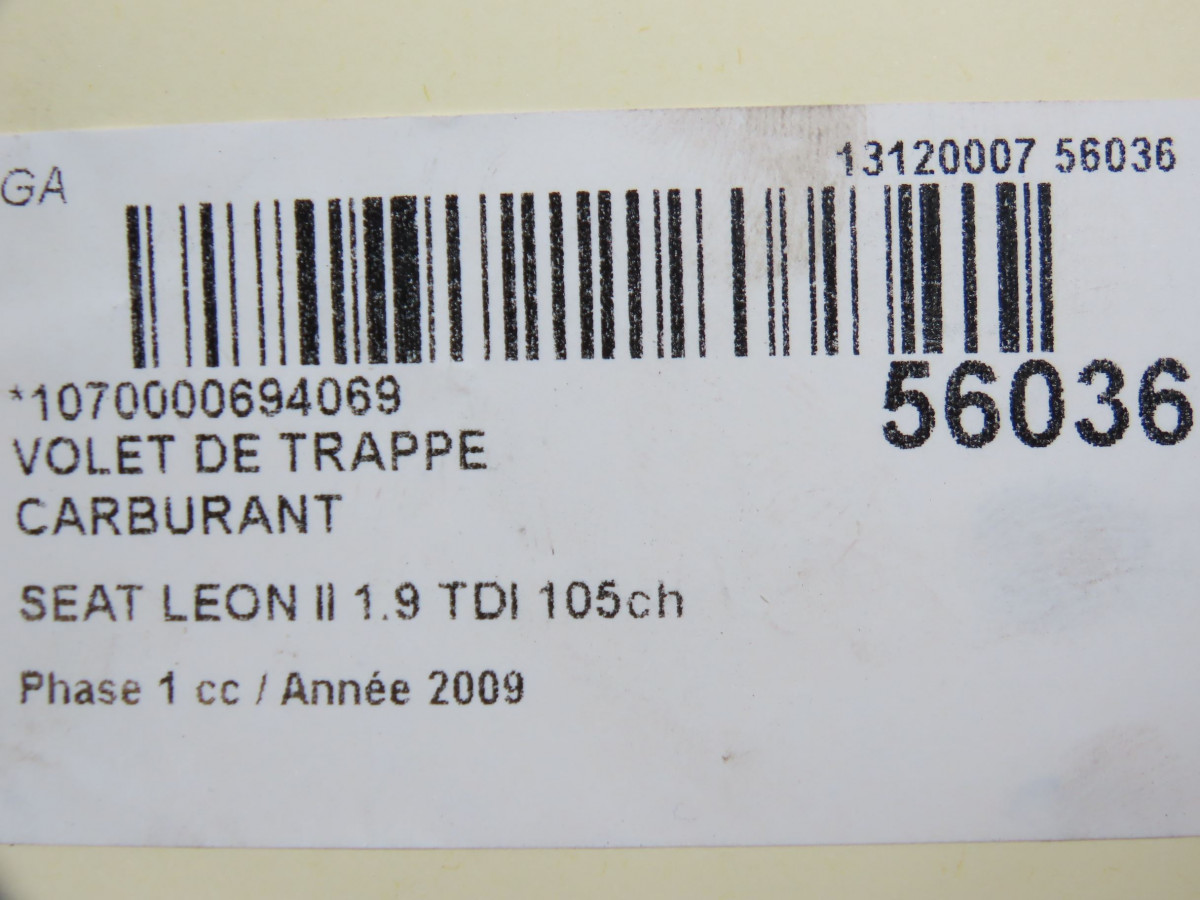 GA
13120007 56036
*1070000694069
56036
VOLET DE TRAPPE
CARBURANT
SEAT LEON II 1.9 TDI 105ch
Phase 1 cc / Année 2009